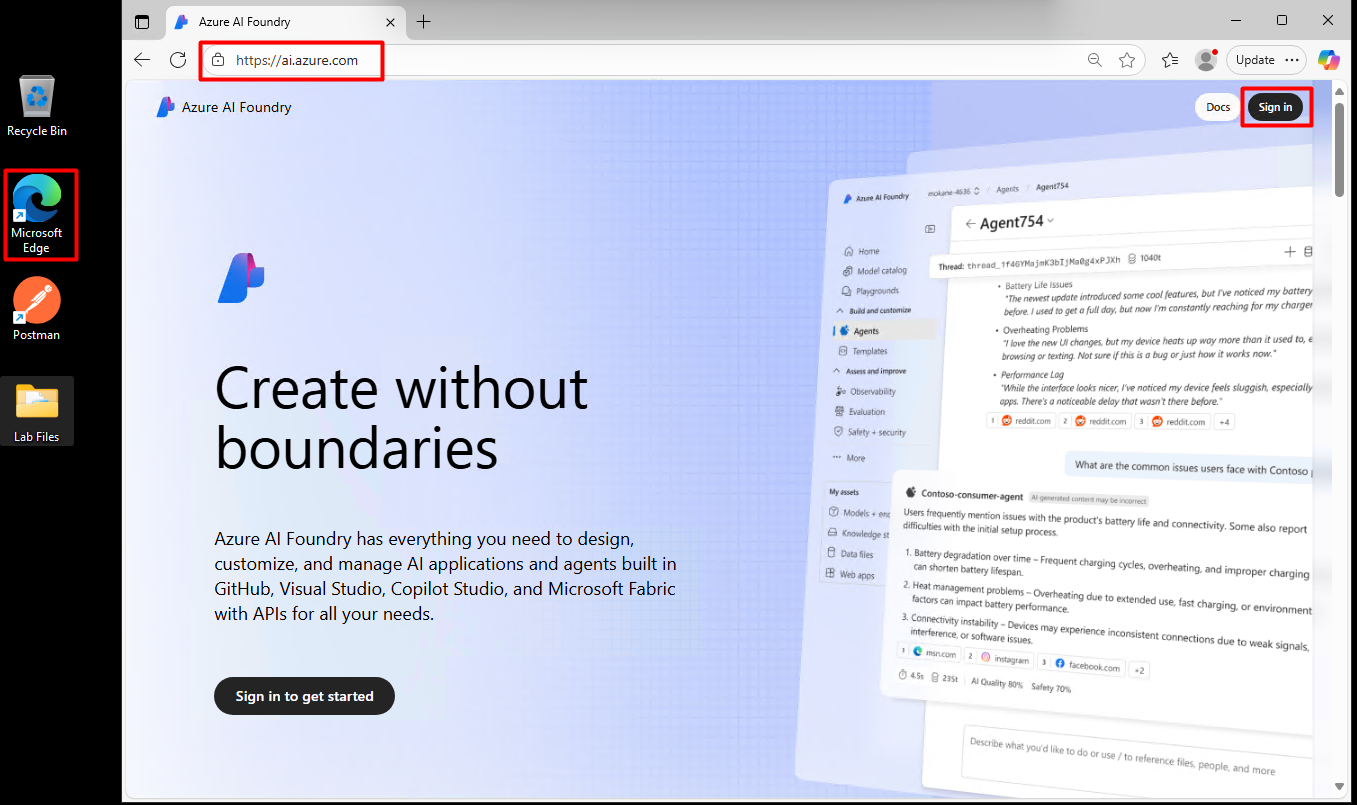 Recycle Bin
Microsoft
Edge
Postman
Lab Files
Azure AI Foundry
https://ai.azure.com
Update
Azure AI Foundry
Docs
Sign in
Create without
boundaries
Azure AI Foundry has everything you need to design,
customize, and manage AI applications and agents built in
GitHub, Visual Studio, Copilot Studio, and Microsoft Fabric
with APIs for all your needs.
Sign in to get started
Azure AI Foundry
mokane-4636 / Agents / Agent754
Home
Model catalog
Playgrounds
Build and customize
Agents
Templates
Assess and improve
Observability
Evaluation
Safety + security
More
My assets
Models + en
Knowledge st
Data files
Web apps
Agent754
Thread: thread_1f4GYMajmK3bIjMa0g4xPJXh 1040t
• Battery Life Issues
"The newest update introduced some cool features, but I've noticed my battery
before. I used to get a full day, but now I'm constantly reaching for my charger
• Overheating Problems
"I love the new UI changes, but my device heats up way more than it used to, e
browsing or texting. Not sure if this is a bug or just how it works now."
• Performance Lag
"While the interface looks nicer, I've noticed my device feels sluggish, especially
apps. There's a noticeable delay that wasn't there before."
1 reddit.com 2 reddit.com 3 reddit.com +4
What are the common issues users face with Contoso
Contoso-consumer-agent AI-generated content may be incorrect
Users frequently mention issues with the product's battery life and connectivity. Some also report
difficulties with the initial setup process.
1. Battery degradation over time – Frequent charging cycles, overheating, and improper charging
can shorten battery lifespan.
2. Heat management problems – Overheating due to extended use, fast charging, or environment
factors can impact battery performance.
3. Connectivity instability – Devices may experience inconsistent connections due to weak signals,
interference, or software issues.
1 msn.com 2 instagram 3 facebook.com +2
4.5s 235t AI Quality 80% Safety 70%
Describe what you'd like to do or use / to reference files, people, and more